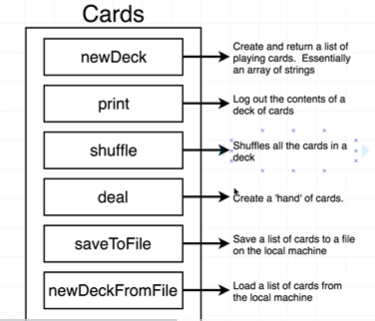 Cards
newDeck
Create and return a list of
playing cards. Essentially
an array of strings
print
Log out the contents of a
deck of cards
shuffle
Shuffles all the cards in a
deck
deal
Create a 'hand' of cards.
saveToFile
Save a list of cards to a file
on the local machine
newDeckFromFile
Load a list of cards from
the local machine